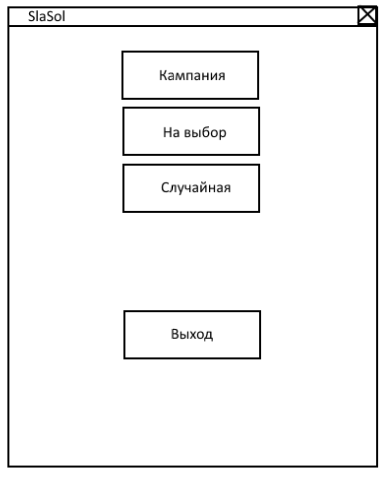 SlaSol
Кампания
На выбор
Случайная
Выход